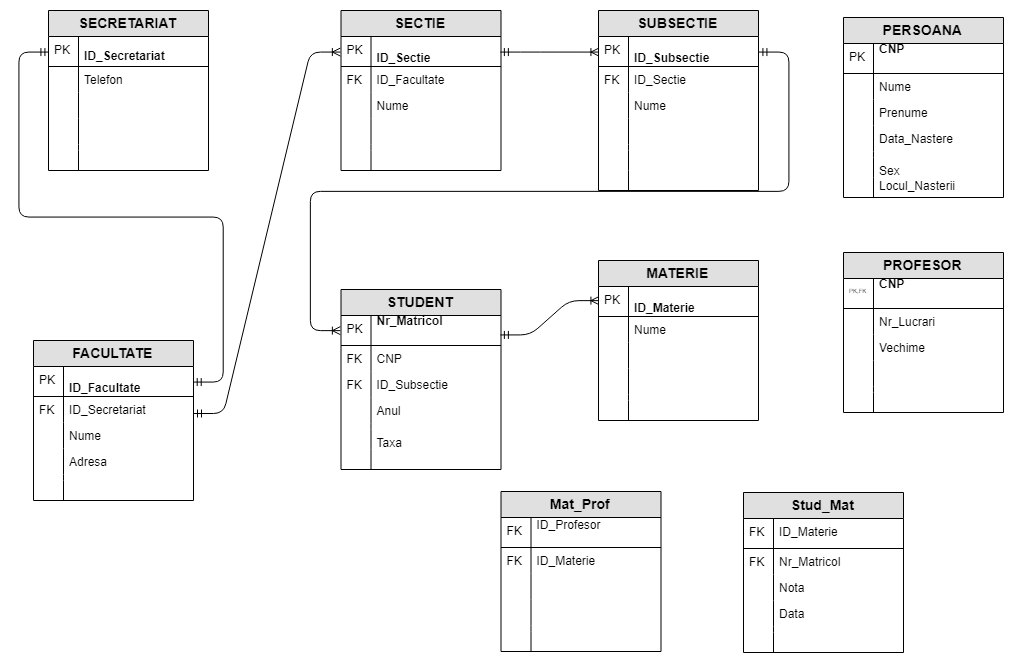 SECRETARIAT
PK
ID_Secretariat
Telefon
SECTIE
PK
ID_Sectie
FK
ID_Facultate
Nume
SUBSECTIE
PK
ID_Subsectie
FK
ID_Sectie
Nume
PERSOANA
PK
CNP
Nume
Prenume
Data_Nastere
Sex
Locul_Nasterii
FACULTATE
PK
ID_Facultate
FK
ID_Secretariat
Nume
Adresa
STUDENT
PK
Nr_Matricol
FK
CNP
FK
ID_Subsectie
Anul
Taxa
MATERIE
PK
ID_Materie
Nume
PROFESOR
PK,FK
CNP
Nr_Lucrari
Vechime
Mat_Prof
FK
ID_Profesor
FK
ID_Materie
Stud_Mat
FK
ID_Materie
FK
Nr_Matricol
Nota
Data